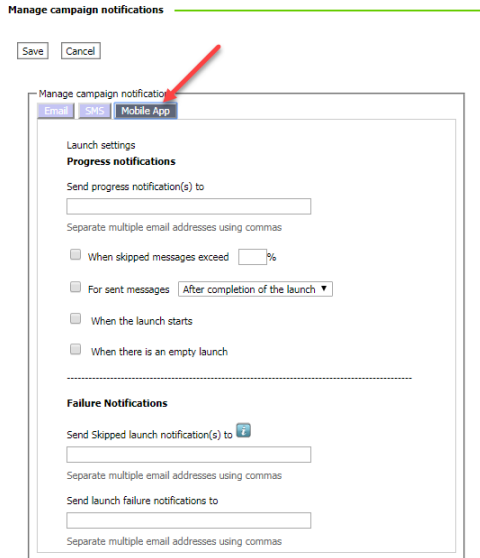 Manage campaign notifications
Save Cancel
Manage campaign notification
Email SMS Mobile App
Launch settings
Progress notifications
Send progress notification(s) to
Separate multiple email addresses using commas
When skipped messages exceed %
For sent messages After completion of the launch
When the launch starts
When there is an empty launch
Failure Notifications
Send Skipped launch notification(s) to i
Separate multiple email addresses using commas
Send launch failure notifications to
Separate multiple email addresses using commas